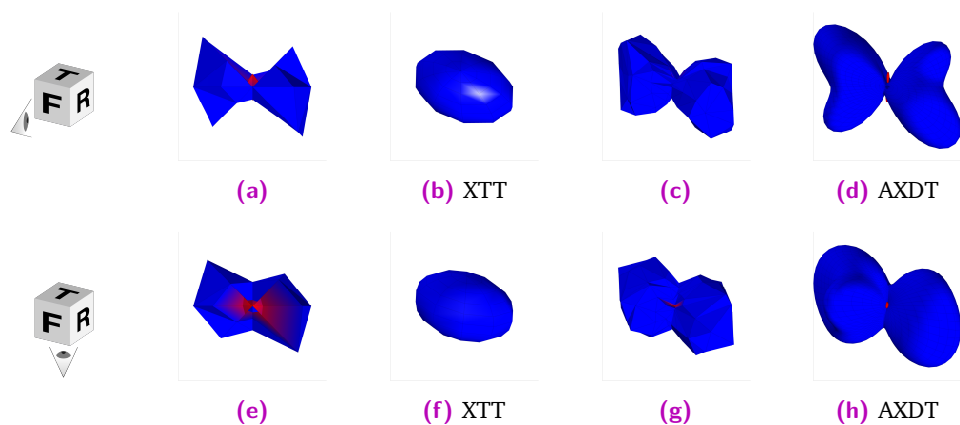 T
F R
(a)
(b) XTT
(c)
(d) AXDT
T
F R
(e)
(f) XTT
(g)
(h) AXDT